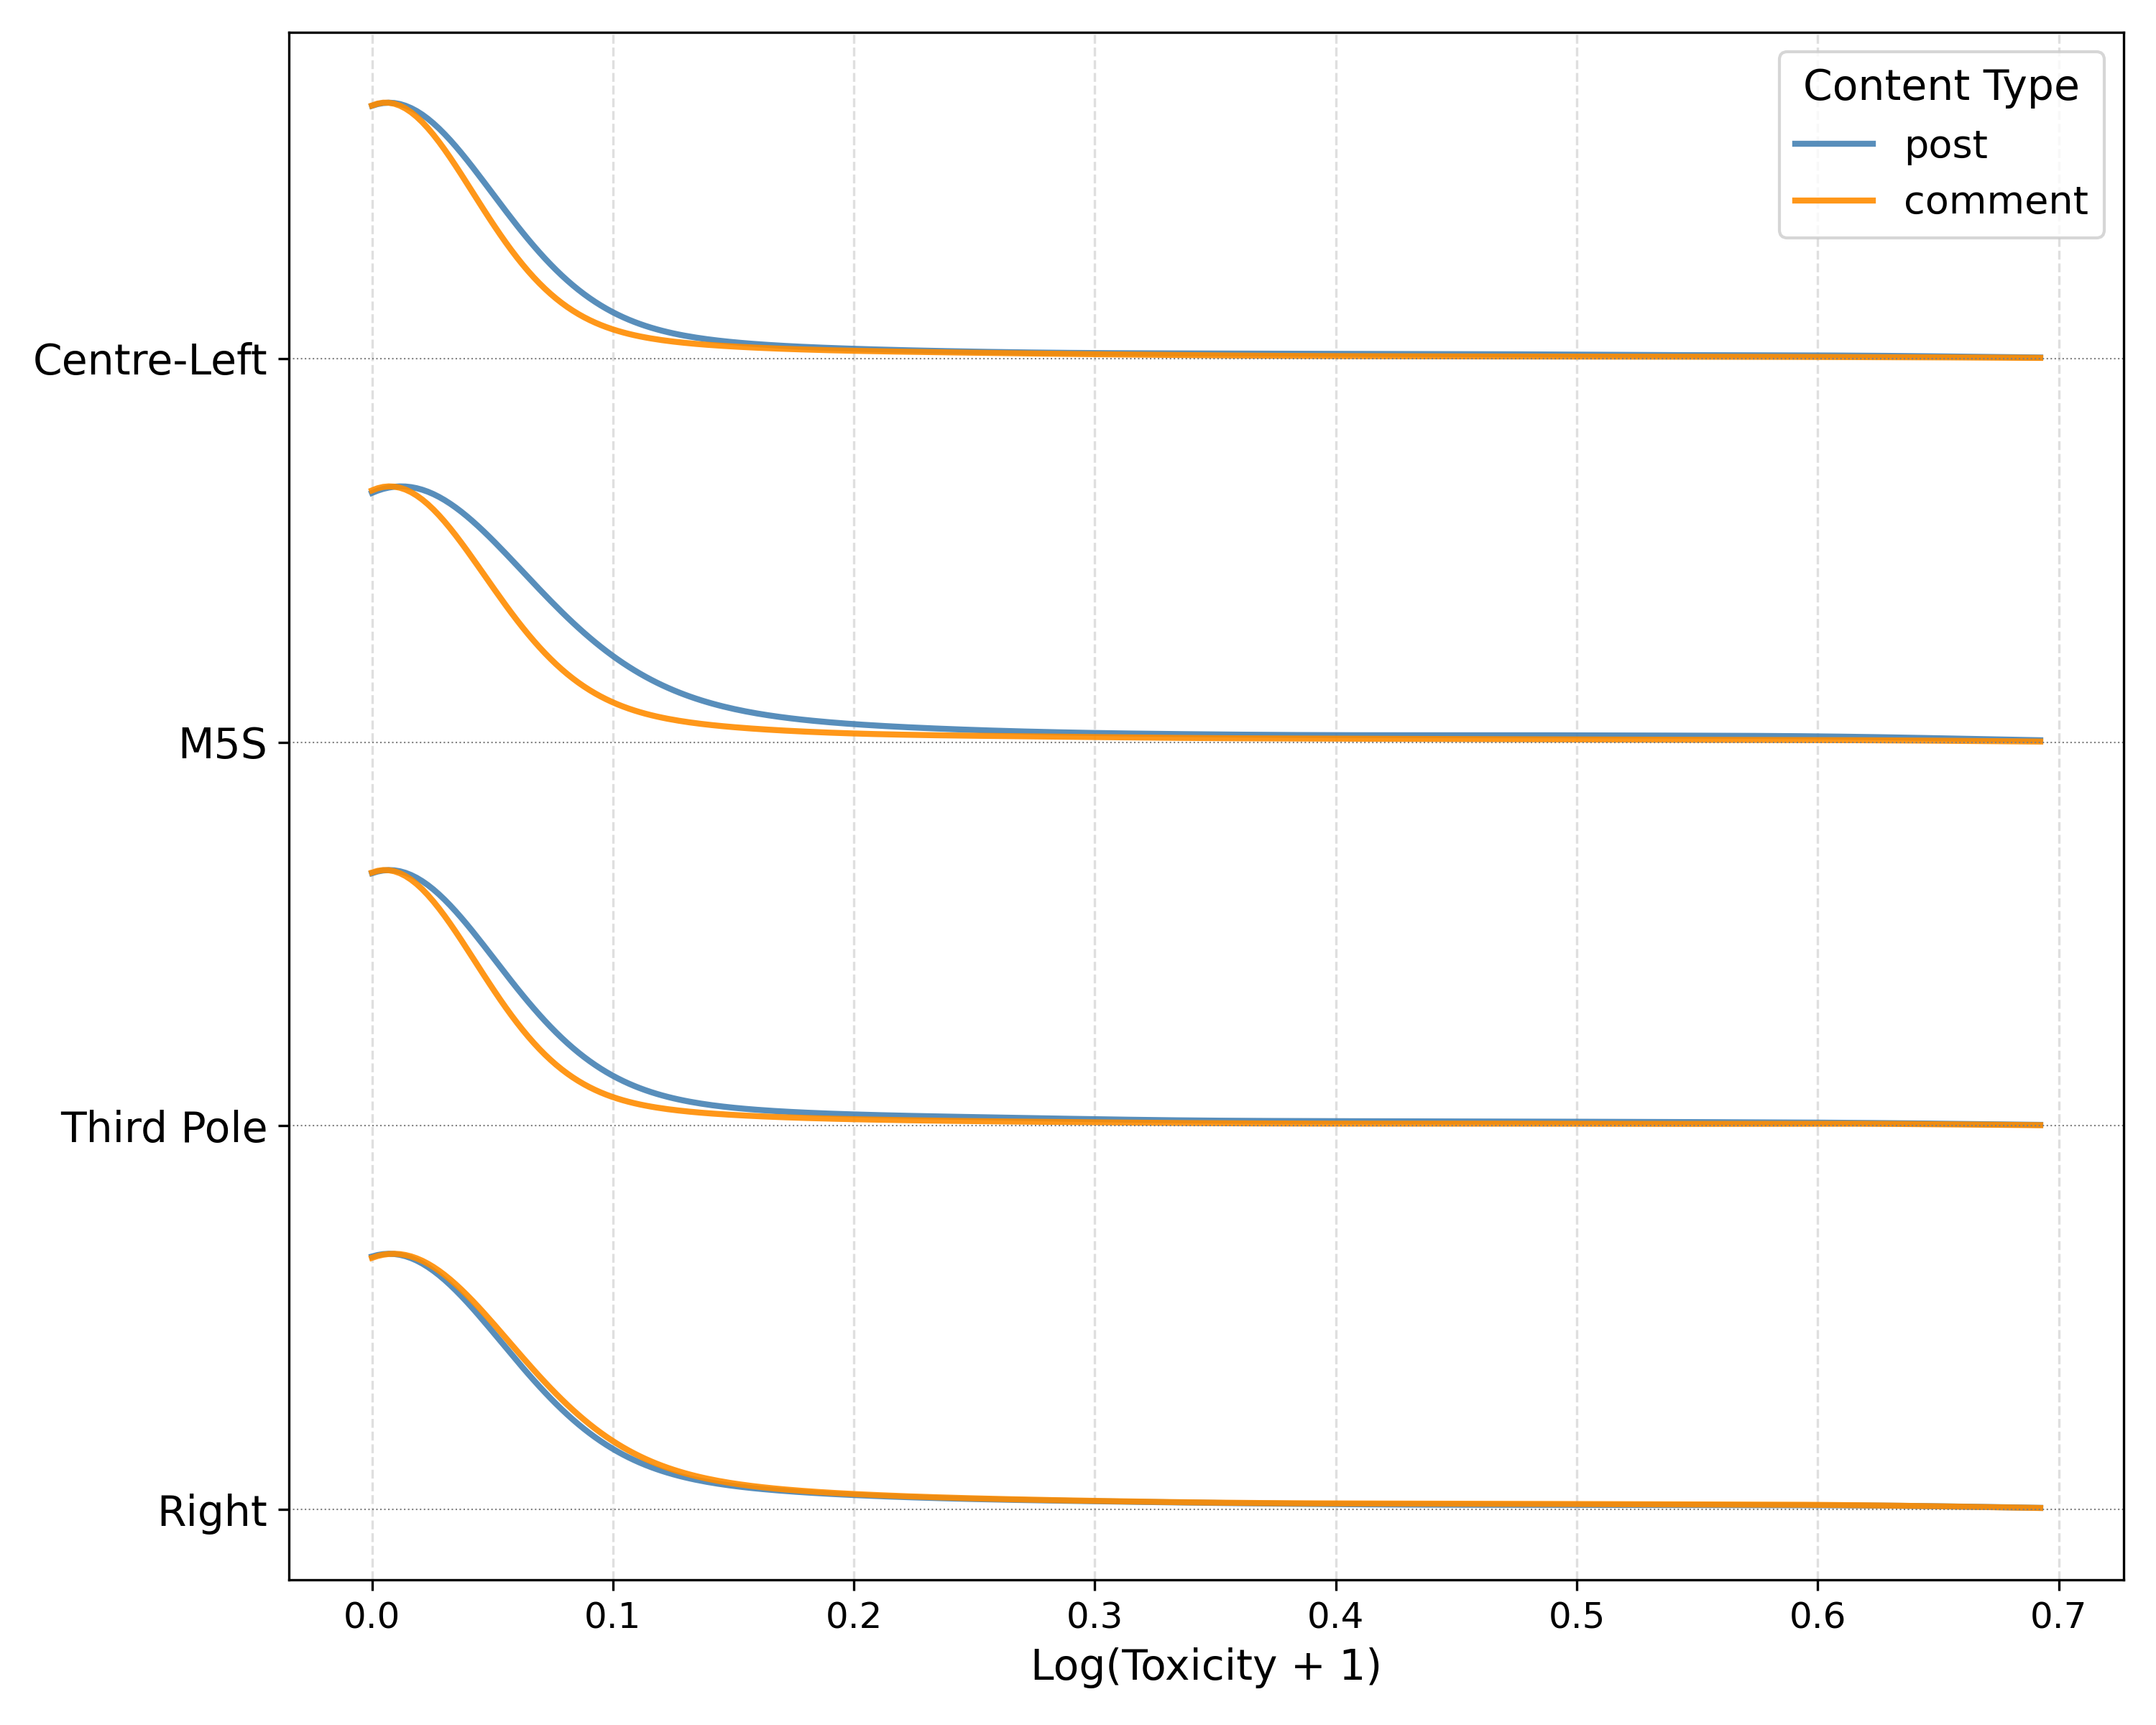 Content Type
post
comment
Centre-Left
M5S
Third Pole
Right
0.0 0.1 0.2 0.3 0.4 0.5 0.6 0.7
Log(Toxicity + 1)